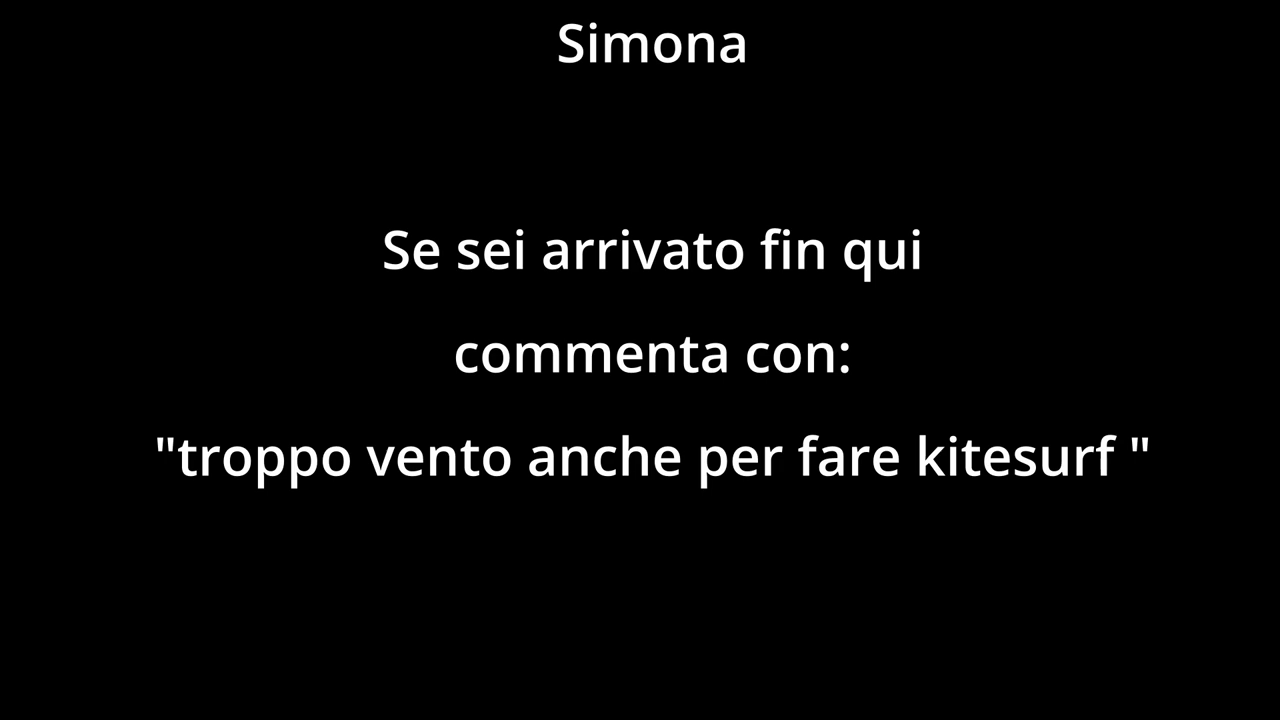 Simona
Se sei arrivato fin qui
commenta con:
"troppo vento anche per fare kitesurf "